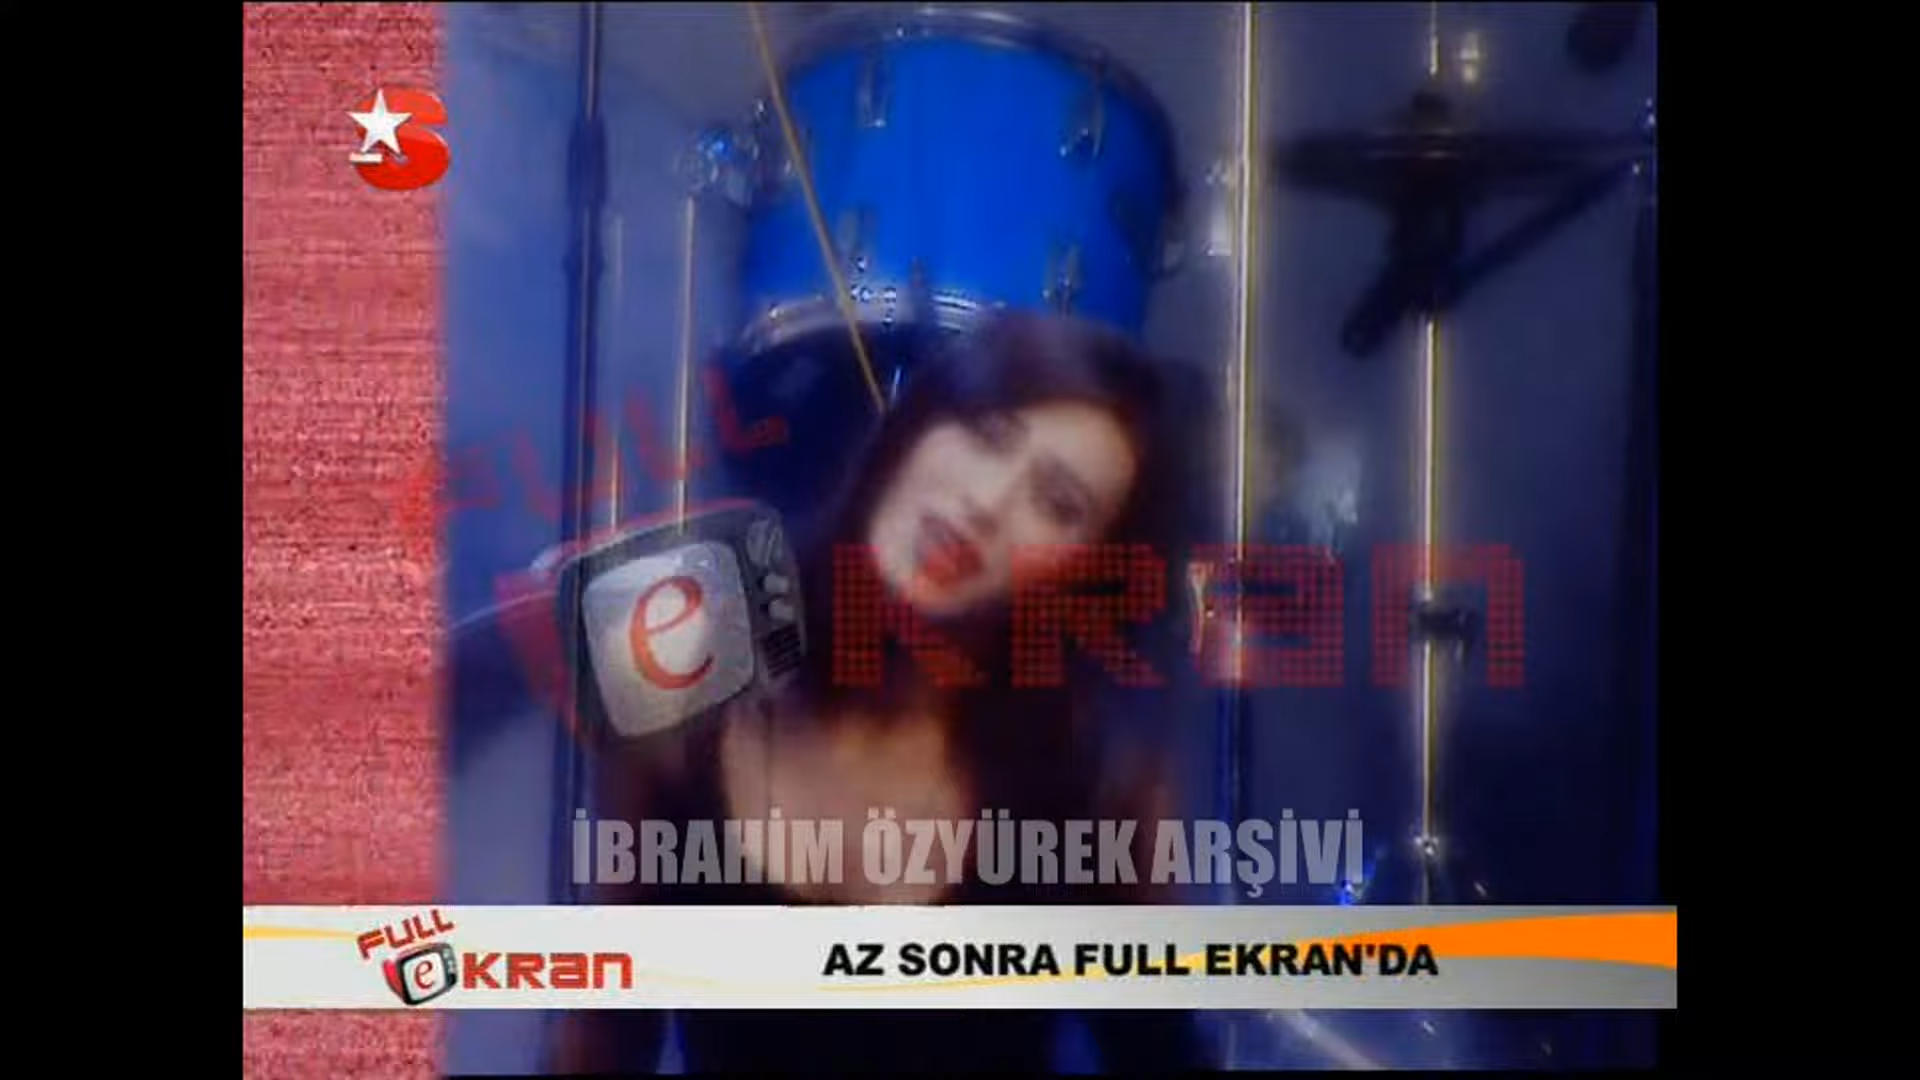 S
FULL
eKran
İBRAHİM ÖZYÜREK ARŞİVİ
FULL
eKran
AZ SONRA FULL EKRAN'DA